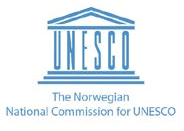 UNESCO
The Norwegian
National Commission for UNESCO